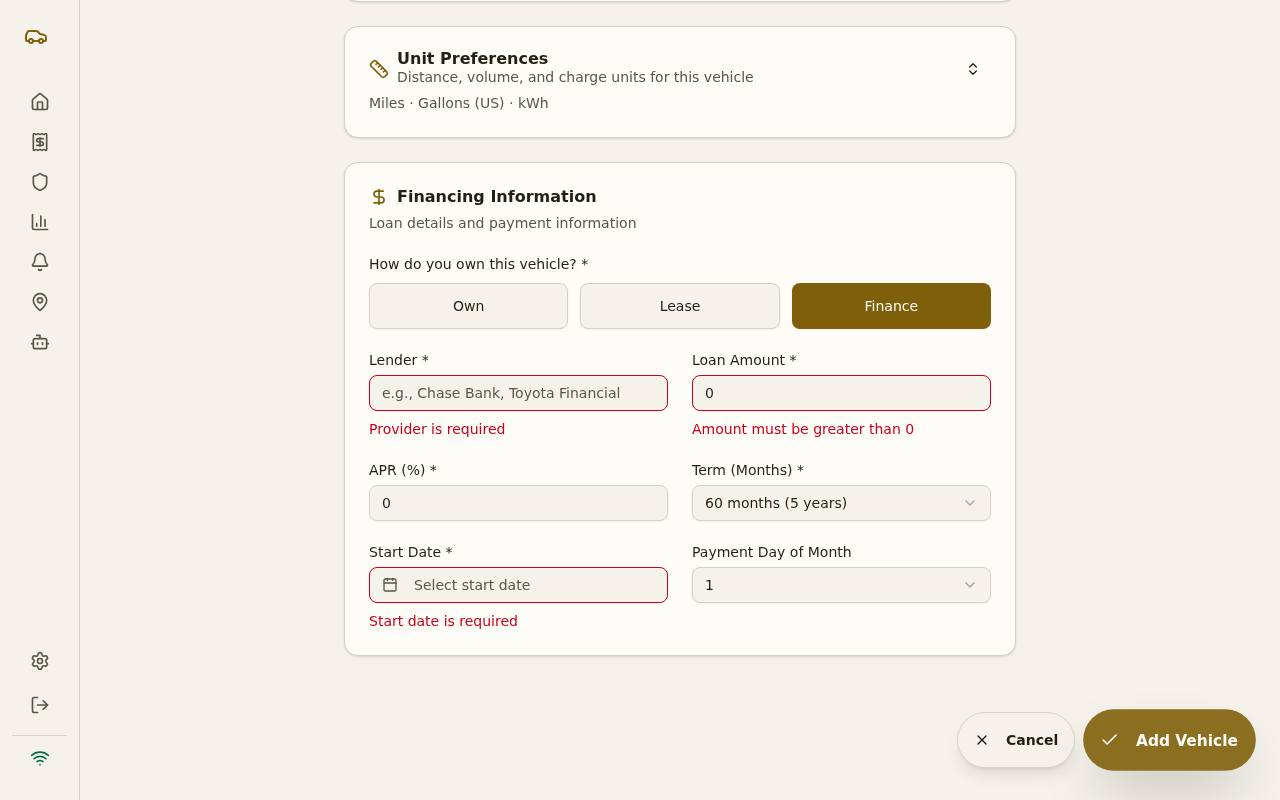 Unit Preferences
Distance, volume, and charge units for this vehicle
Miles · Gallons (US) · kWh
Financing Information
Loan details and payment information
How do you own this vehicle? *
Own
Lease
Finance
Lender *
Loan Amount *
e.g., Chase Bank, Toyota Financial
0
Provider is required
Amount must be greater than 0
APR (%) *
Term (Months) *
0
60 months (5 years)
Start Date *
Payment Day of Month
Select start date
1
Start date is required
Cancel
Add Vehicle